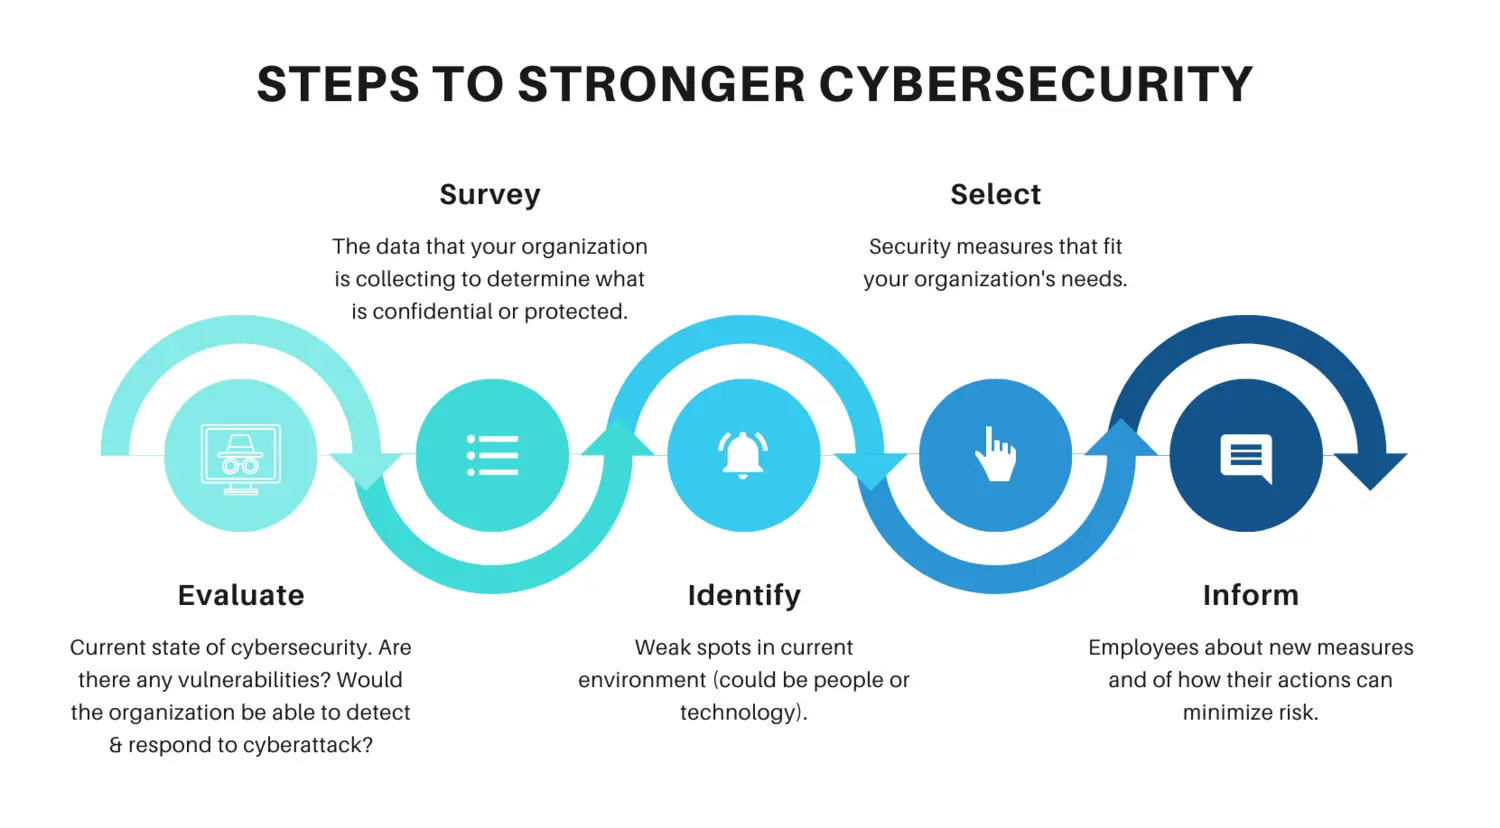 STEPS TO STRONGER CYBERSECURITY
Evaluate
Current state of cybersecurity. Are
there any vulnerabilities? Would
the organization be able to detect
& respond to cyberattack?
Survey
The data that your organization
is collecting to determine what
is confidential or protected.
Identify
Weak spots in current
environment (could be people or
technology).
Select
Security measures that fit
your organization's needs.
Inform
Employees about new measures
and of how their actions can
minimize risk.